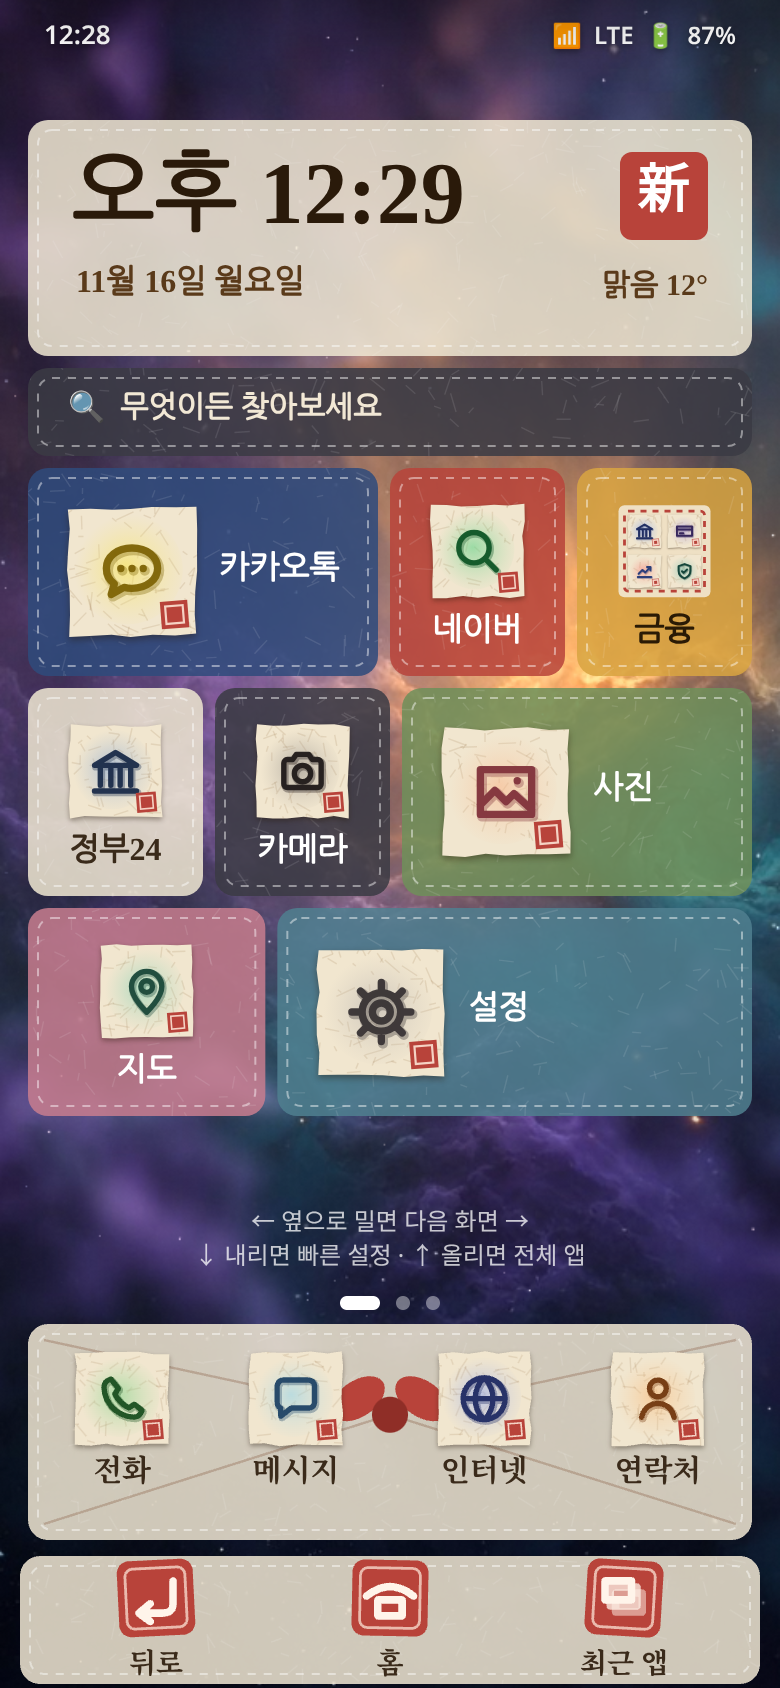 12:28
LTE 87%
오후 12:29
新
11월 16일 월요일
맑음 12°
무엇이든 찾아보세요
카카오톡
네이버
금융
정부24
카메라
사진
지도
설정
← 옆으로 밀면 다음 화면 →
↓ 내리면 빠른 설정 · ↑ 올리면 전체 앱
전화
메시지
인터넷
연락처
뒤로
홈
최근 앱